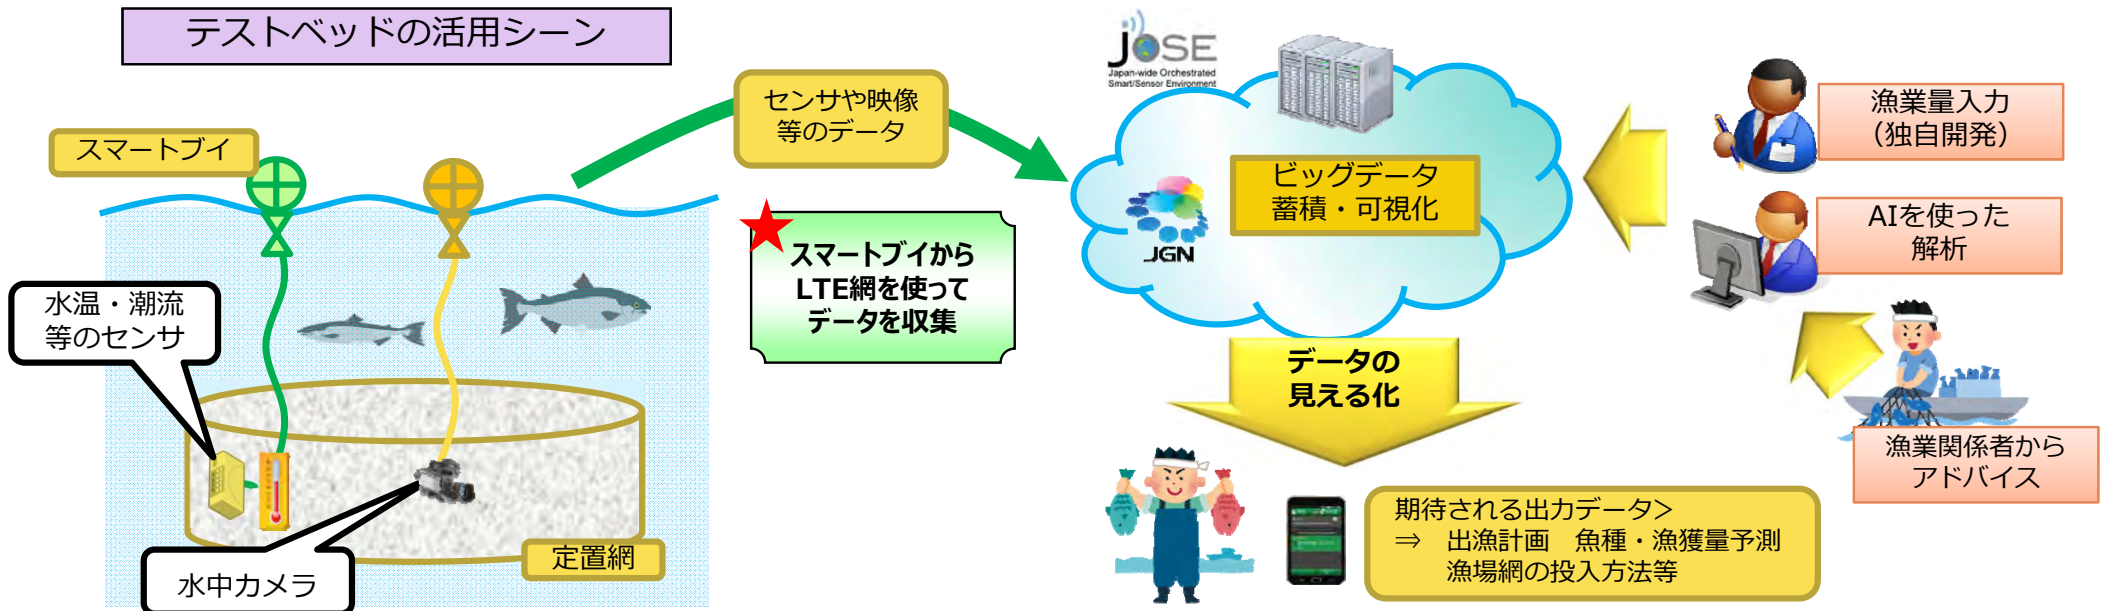 テストベッドの活用シーン
スマートブイ
水温・潮流
等のセンサ
水中カメラ
定置網
センサや映像
等のデータ
スマートブイから
LTE網を使って
データを収集
JOSE
Japan-wide Orchestrated
Smart/Sensor Environment
ビッグデータ
蓄積・可視化
JGN
漁業量入力
（独自開発）
AIを使った
解析
漁業関係者から
アドバイス
データの
見える化
期待される出力データ＞
⇒　出漁計画　魚種・漁獲量予測
漁場網の投入方法等